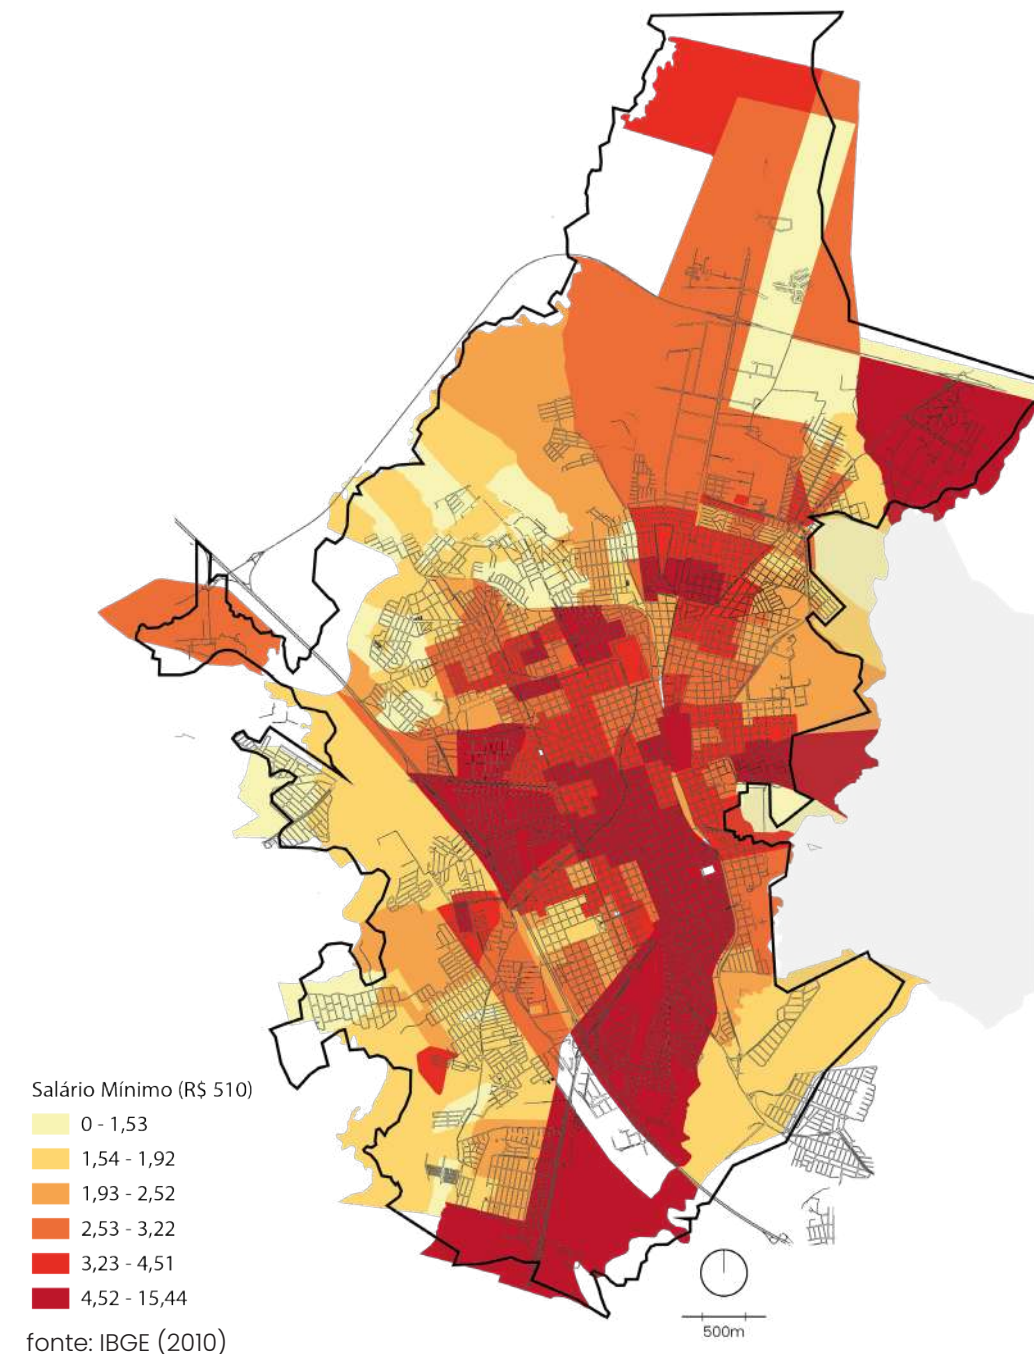 Salário Mínimo (R$ 510)
0 - 1,53
1,54 - 1,92
1,93 - 2,52
2,53 - 3,22
3,23 - 4,51
4,52 - 15,44
fonte: IBGE (2010)
500m